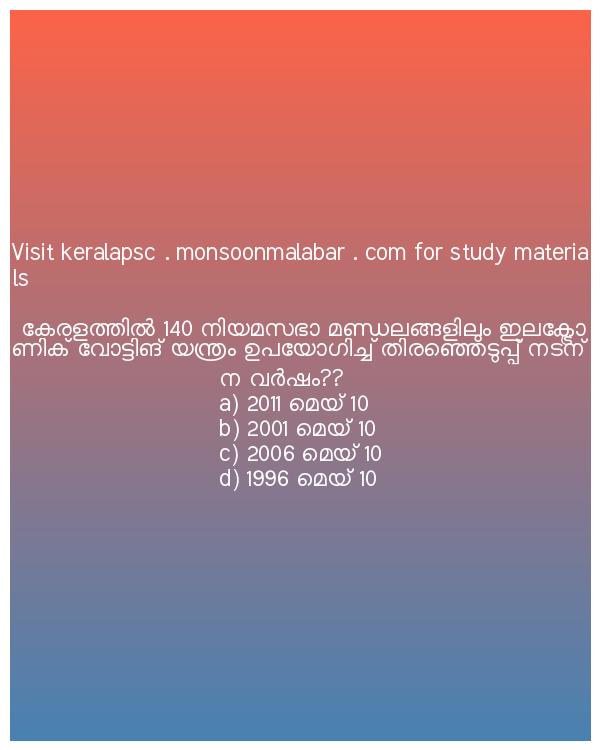 Visit keralapsc . monsoonmalabar . com for study materia
ls
കേരളത്തിൽ 140 നിയമസഭാ മണ്ഡലങ്ങളിലും ഇലക്ട്രോ
ണിക് വോട്ടിങ് യന്ത്രം ഉപയോഗിച്ച് തിരഞ്ഞെടുപ്പ് നടന്
ന വർഷം??
a) 2011 മെയ് 10
b) 2001 മെയ് 10
c) 2006 മെയ് 10
d) 1996 മെയ് 10